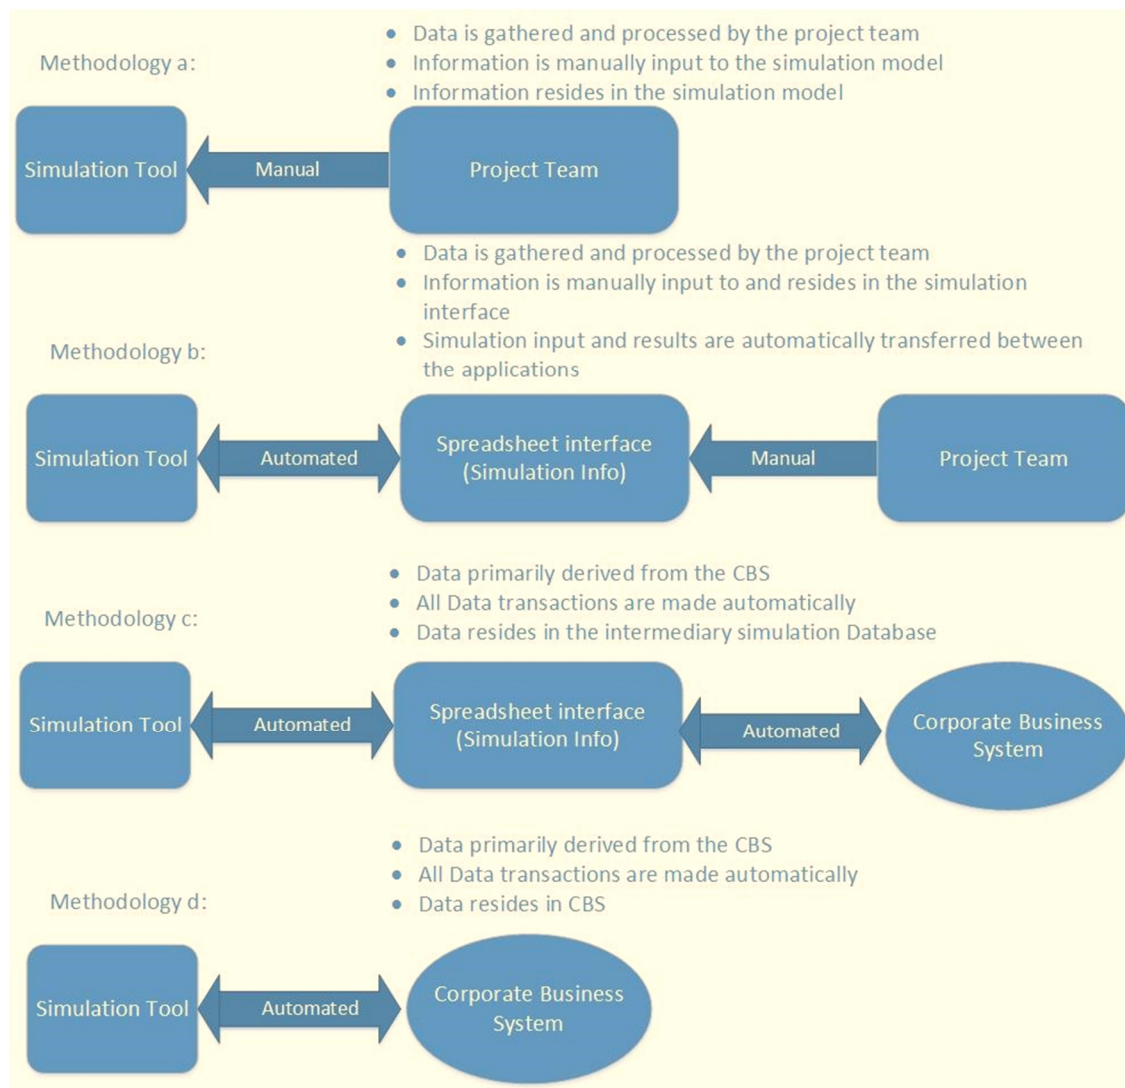 • Data is gathered and processed by the project team
Methodology a:
• Information is manually input to the simulation model
• Information resides in the simulation model
Simulation Tool
Manual
Project Team
• Data is gathered and processed by the project team
• Information is manually input to and resides in the simulation
interface
• Simulation input and results are automatically transferred between
the applications
Methodology b:
Simulation Tool
Automated
Spreadsheet interface
(Simulation Info)
Manual
Project Team
• Data primarily derived from the CBS
• All Data transactions are made automatically
• Data resides in the intermediary simulation Database
Methodology c:
Simulation Tool
Automated
Spreadsheet interface
(Simulation Info)
Automated
Corporate Business
System
• Data primarily derived from the CBS
• All Data transactions are made automatically
• Data resides in CBS
Methodology d:
Simulation Tool
Automated
Corporate Business
System